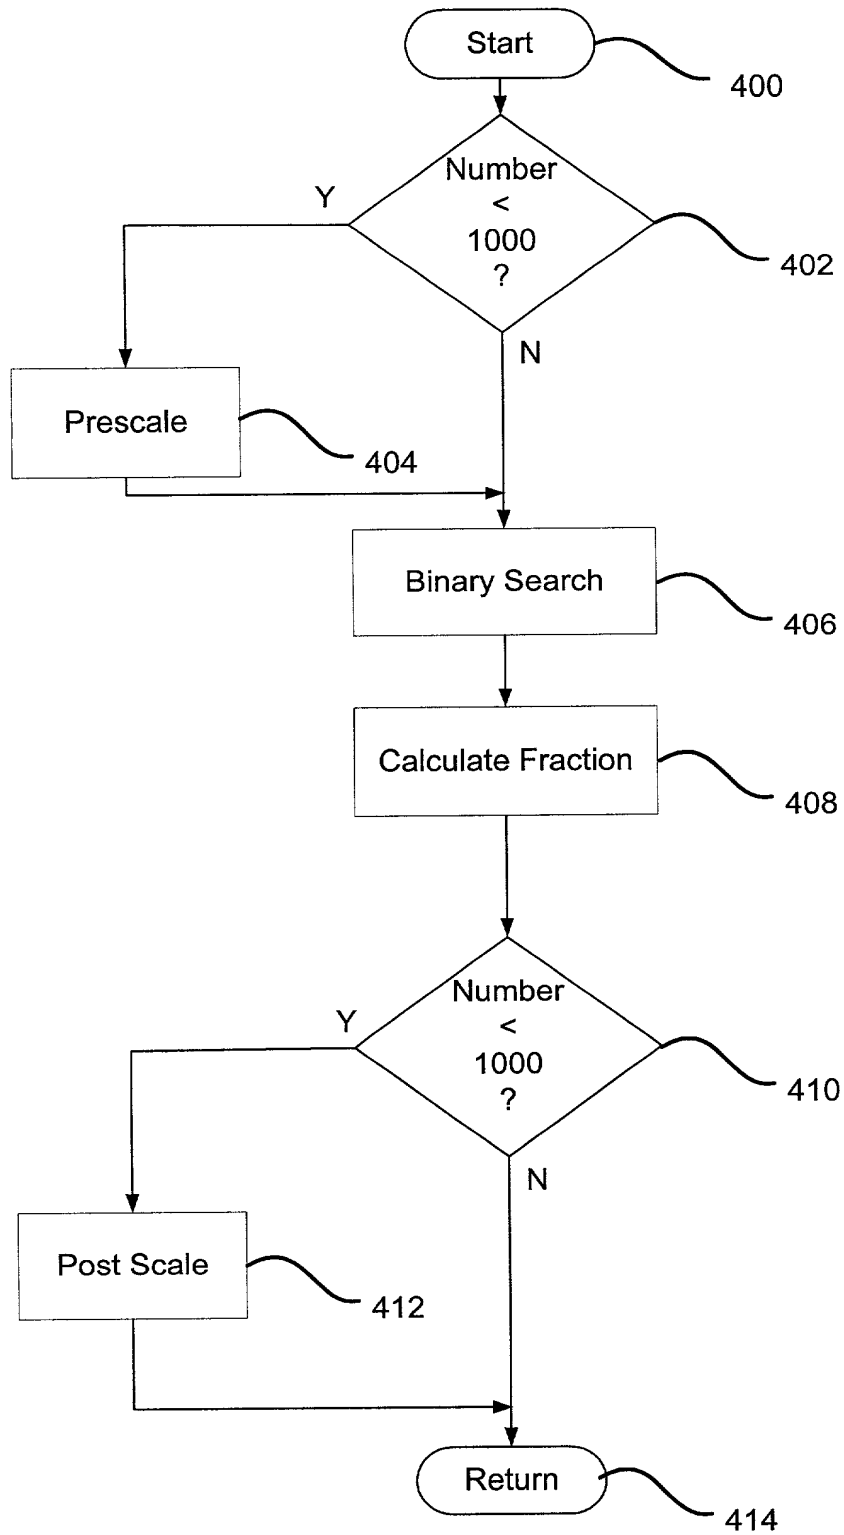 Start
400
Number
<
1000
?
Y
402
N
Prescale
404
Binary Search
406
Calculate Fraction
408
Number
<
1000
?
Y
410
N
Post Scale
412
Return
414